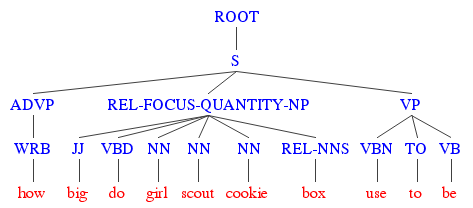 ROOT
S
ADVP REL-FOCUS-QUANTITY-NP VP
WRB JJ VBD NN NN NN REL-NNS VBN TO VB
how big do girl scout cookie box use to be